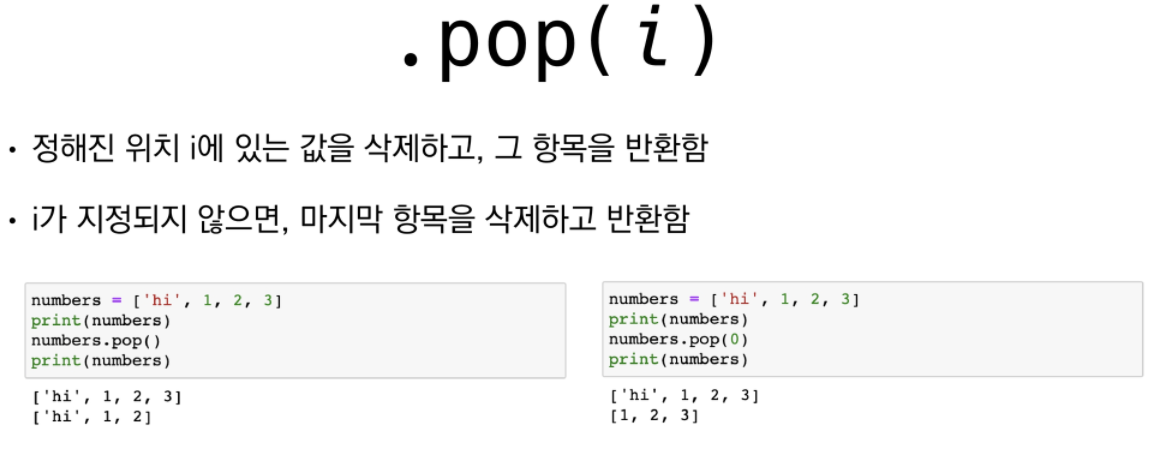 .pop(i)
• 정해진 위치 i에 있는 값을 삭제하고, 그 항목을 반환함
• i가 지정되지 않으면, 마지막 항목을 삭제하고 반환함
numbers = ['hi', 1, 2, 3]
print(numbers)
numbers.pop()
print(numbers)
['hi', 1, 2, 3]
['hi', 1, 2]
numbers = ['hi', 1, 2, 3]
print(numbers)
numbers.pop(0)
print(numbers)
['hi', 1, 2, 3]
[1, 2, 3]